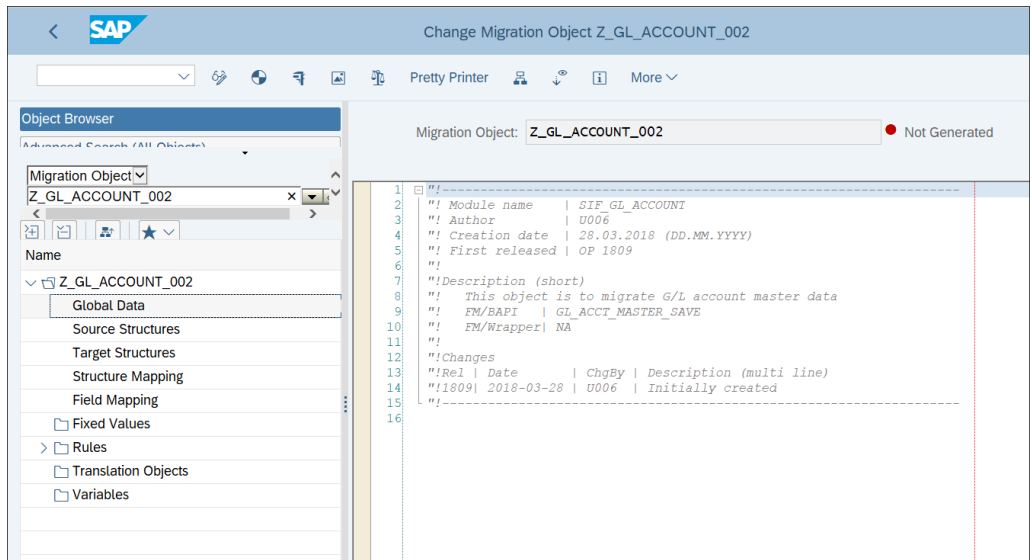 SAP
Change Migration Object Z_GL_ACCOUNT_002
Pretty Printer
More
Object Browser
Advanced Search (All Objects)
Migration Object
Z_GL_ACCOUNT_002
Name
Z_GL_ACCOUNT_002
Global Data
Source Structures
Target Structures
Structure Mapping
Field Mapping
Fixed Values
Rules
Translation Objects
Variables
Migration Object: Z_GL_ACCOUNT_002 Not Generated
1 "!--------------------------------------------------------------------
2 "! Module name | SIF_GL_ACCOUNT
3 "! Author | U006
4 "! Creation date | 28.03.2018 (DD.MM.YYYY)
5 "! First released | OP 1809
6 "!
7 "!Description (short)
8 "! This object is to migrate G/L account master data
9 "! FM/BAPI | GL_ACCT_MASTER_SAVE
10 "! FM/Wrapper| NA
11 "!
12 "!Changes
13 "!Rel | Date | ChgBy | Description (multi line)
14 "!1809| 2018-03-28 | U006 | Initially created
15 "!--------------------------------------------------------------------
16